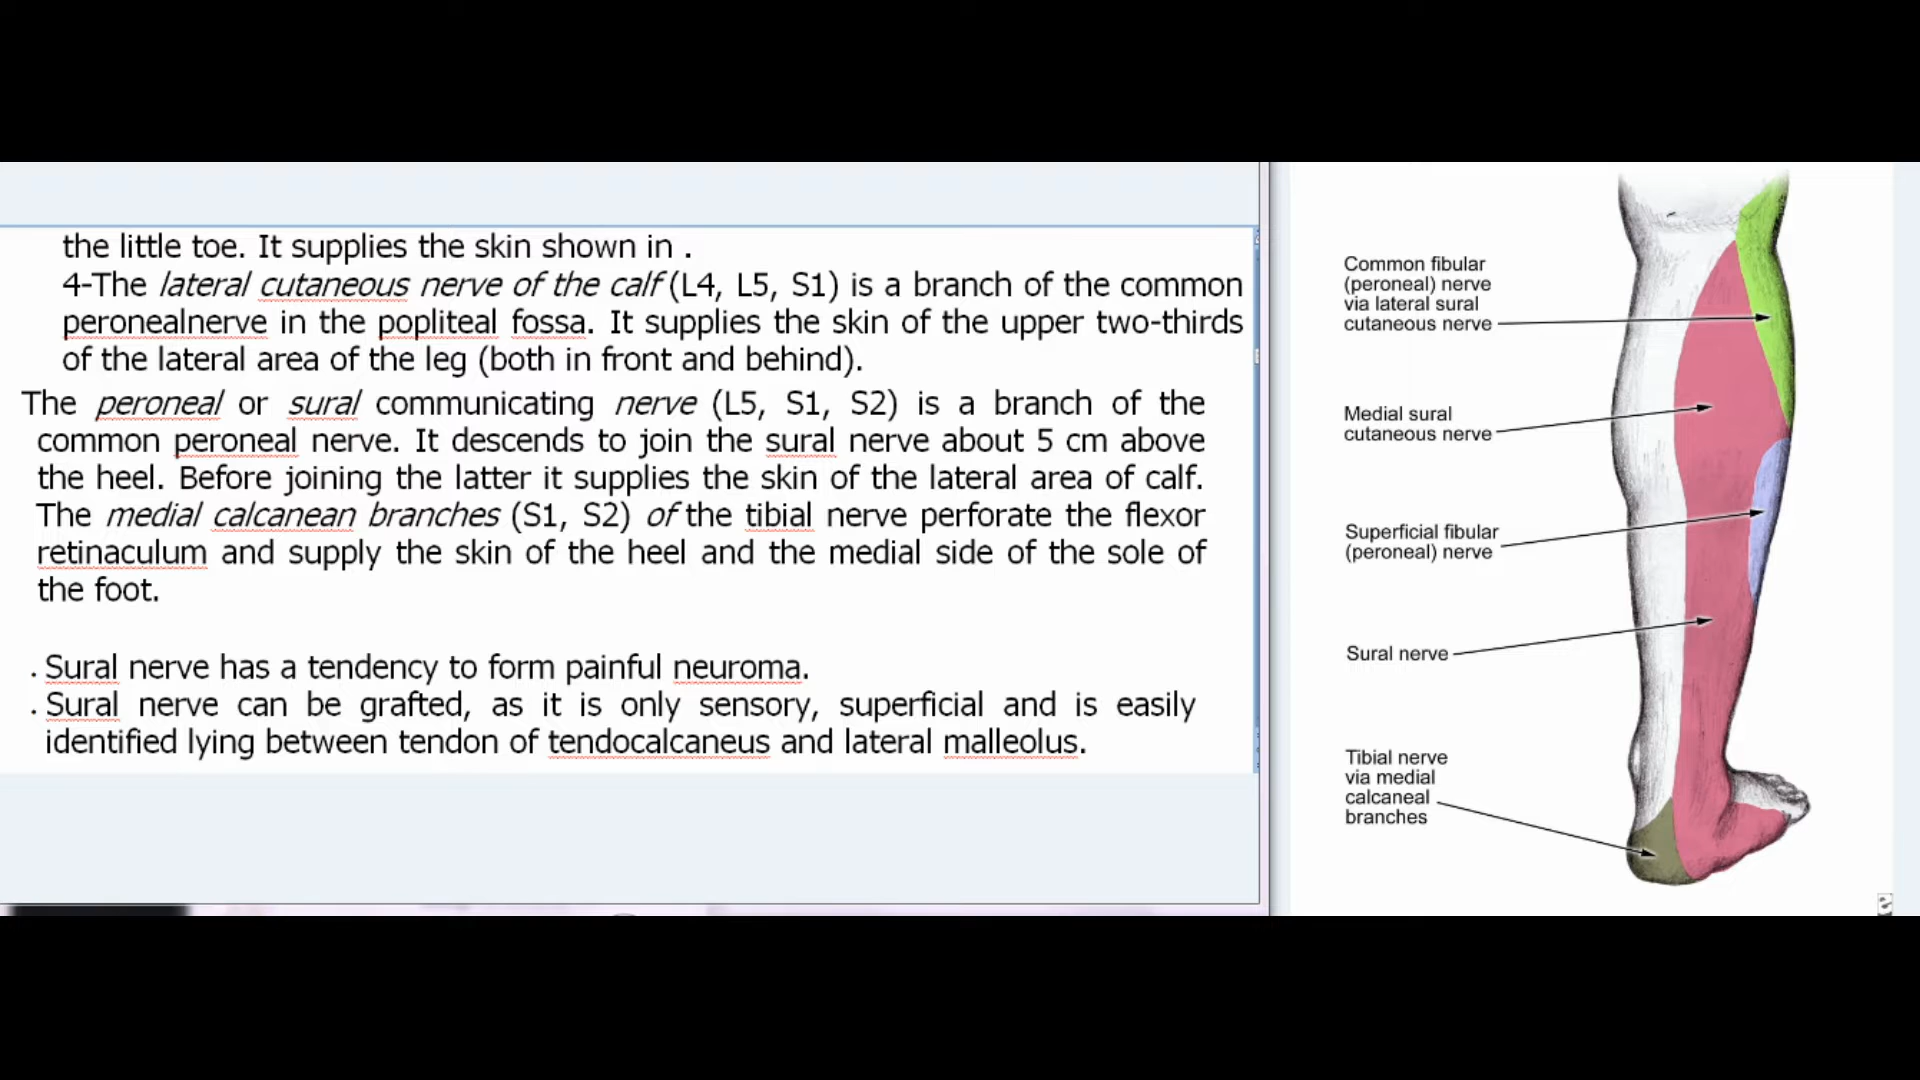 the little toe. It supplies the skin shown in .
4-The lateral cutaneous nerve of the calf (L4, L5, S1) is a branch of the common
peronealnerve in the popliteal fossa. It supplies the skin of the upper two-thirds
of the lateral area of the leg (both in front and behind).
The peroneal or sural communicating nerve (L5, S1, S2) is a branch of the
common peroneal nerve. It descends to join the sural nerve about 5 cm above
the heel. Before joining the latter it supplies the skin of the lateral area of calf.
The medial calcanean branches (S1, S2) of the tibial nerve perforate the flexor
retinaculum and supply the skin of the heel and the medial side of the sole of
the foot.
. Sural nerve has a tendency to form painful neuroma.
. Sural nerve can be grafted, as it is only sensory, superficial and is easily
identified lying between tendon of tendocalcaneus and lateral malleolus.
Common fibular
(peroneal) nerve
via lateral sural
cutaneous nerve
Medial sural
cutaneous nerve
Superficial fibular
(peroneal) nerve
Sural nerve
Tibial nerve
via medial
calcaneal
branches